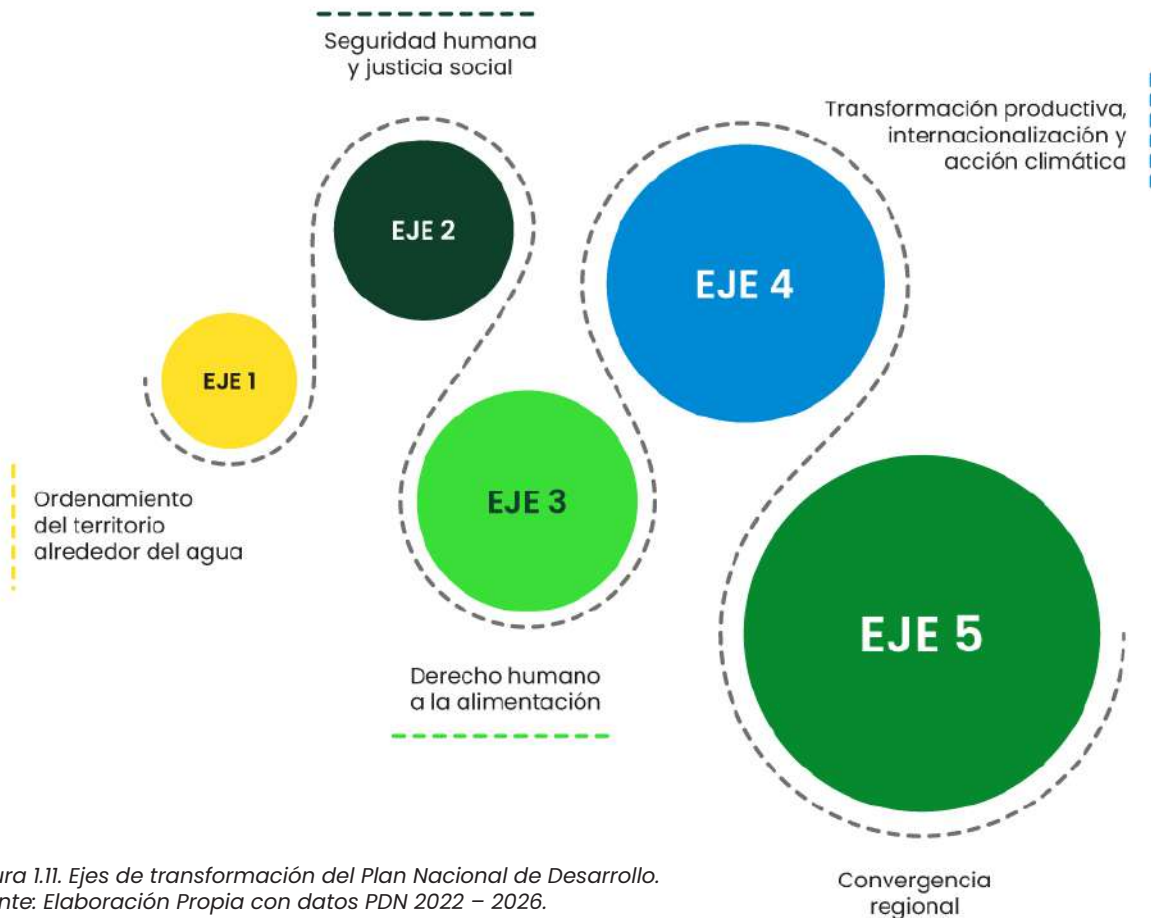 Seguridad humana
y justicia social
Transformación productiva,
internacionalización y
acción climática
EJE 2
EJE 4
EJE 1
Ordenamiento
del territorio
alrededor del agua
EJE 3
EJE 5
Derecho humano
a la alimentación
ura 1.11. Ejes de transformación del Plan Nacional de Desarrollo.
nte: Elaboración Propia con datos PDN 2022 – 2026.
Convergencia
regional